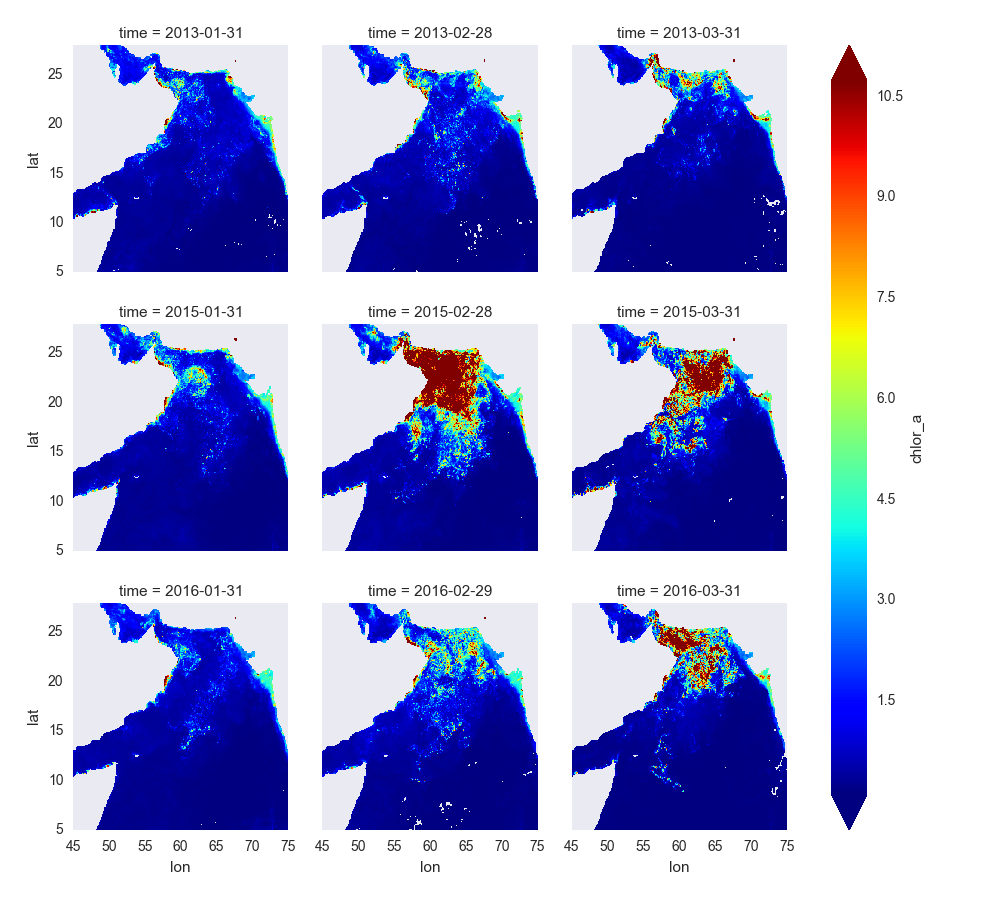 time = 2013-01-31
time = 2013-02-28
time = 2013-03-31
25
20
15
10
5
lat
time = 2015-01-31
time = 2015-02-28
time = 2015-03-31
25
20
15
10
5
lat
time = 2016-01-31
time = 2016-02-29
time = 2016-03-31
25
20
15
10
5
lat
45 50 55 60 65 70 75
45 50 55 60 65 70 75
45 50 55 60 65 70 75
lon
lon
lon
10.5
9.0
7.5
6.0
4.5
3.0
1.5
chlor_a